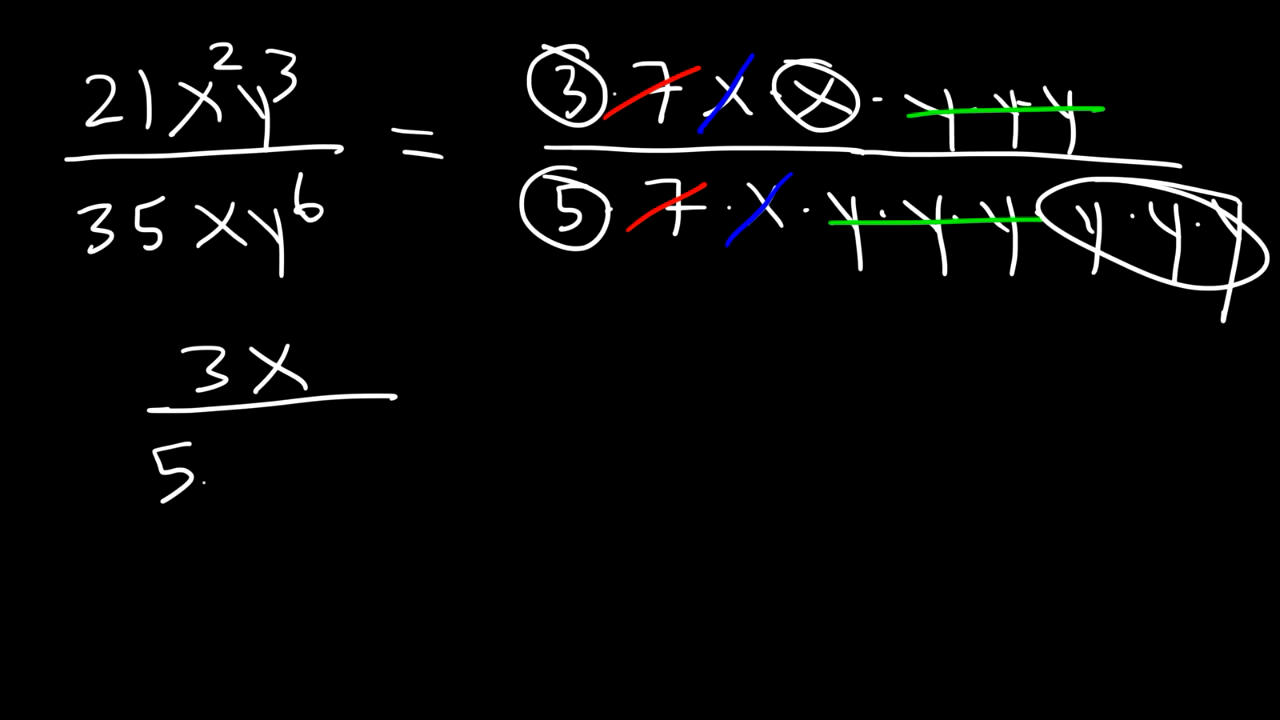 21x²y³ = 3 · 7 x · x · y · y · y
35xy⁶ 5 · 7 · x · y · y · y · y · y · y
3x
5.